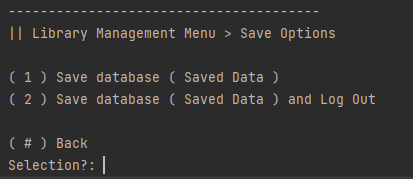 ---------------------------------------
|| Library Management Menu > Save Options
( 1 ) Save database ( Saved Data )
( 2 ) Save database ( Saved Data ) and Log Out
( # ) Back
Selection?: